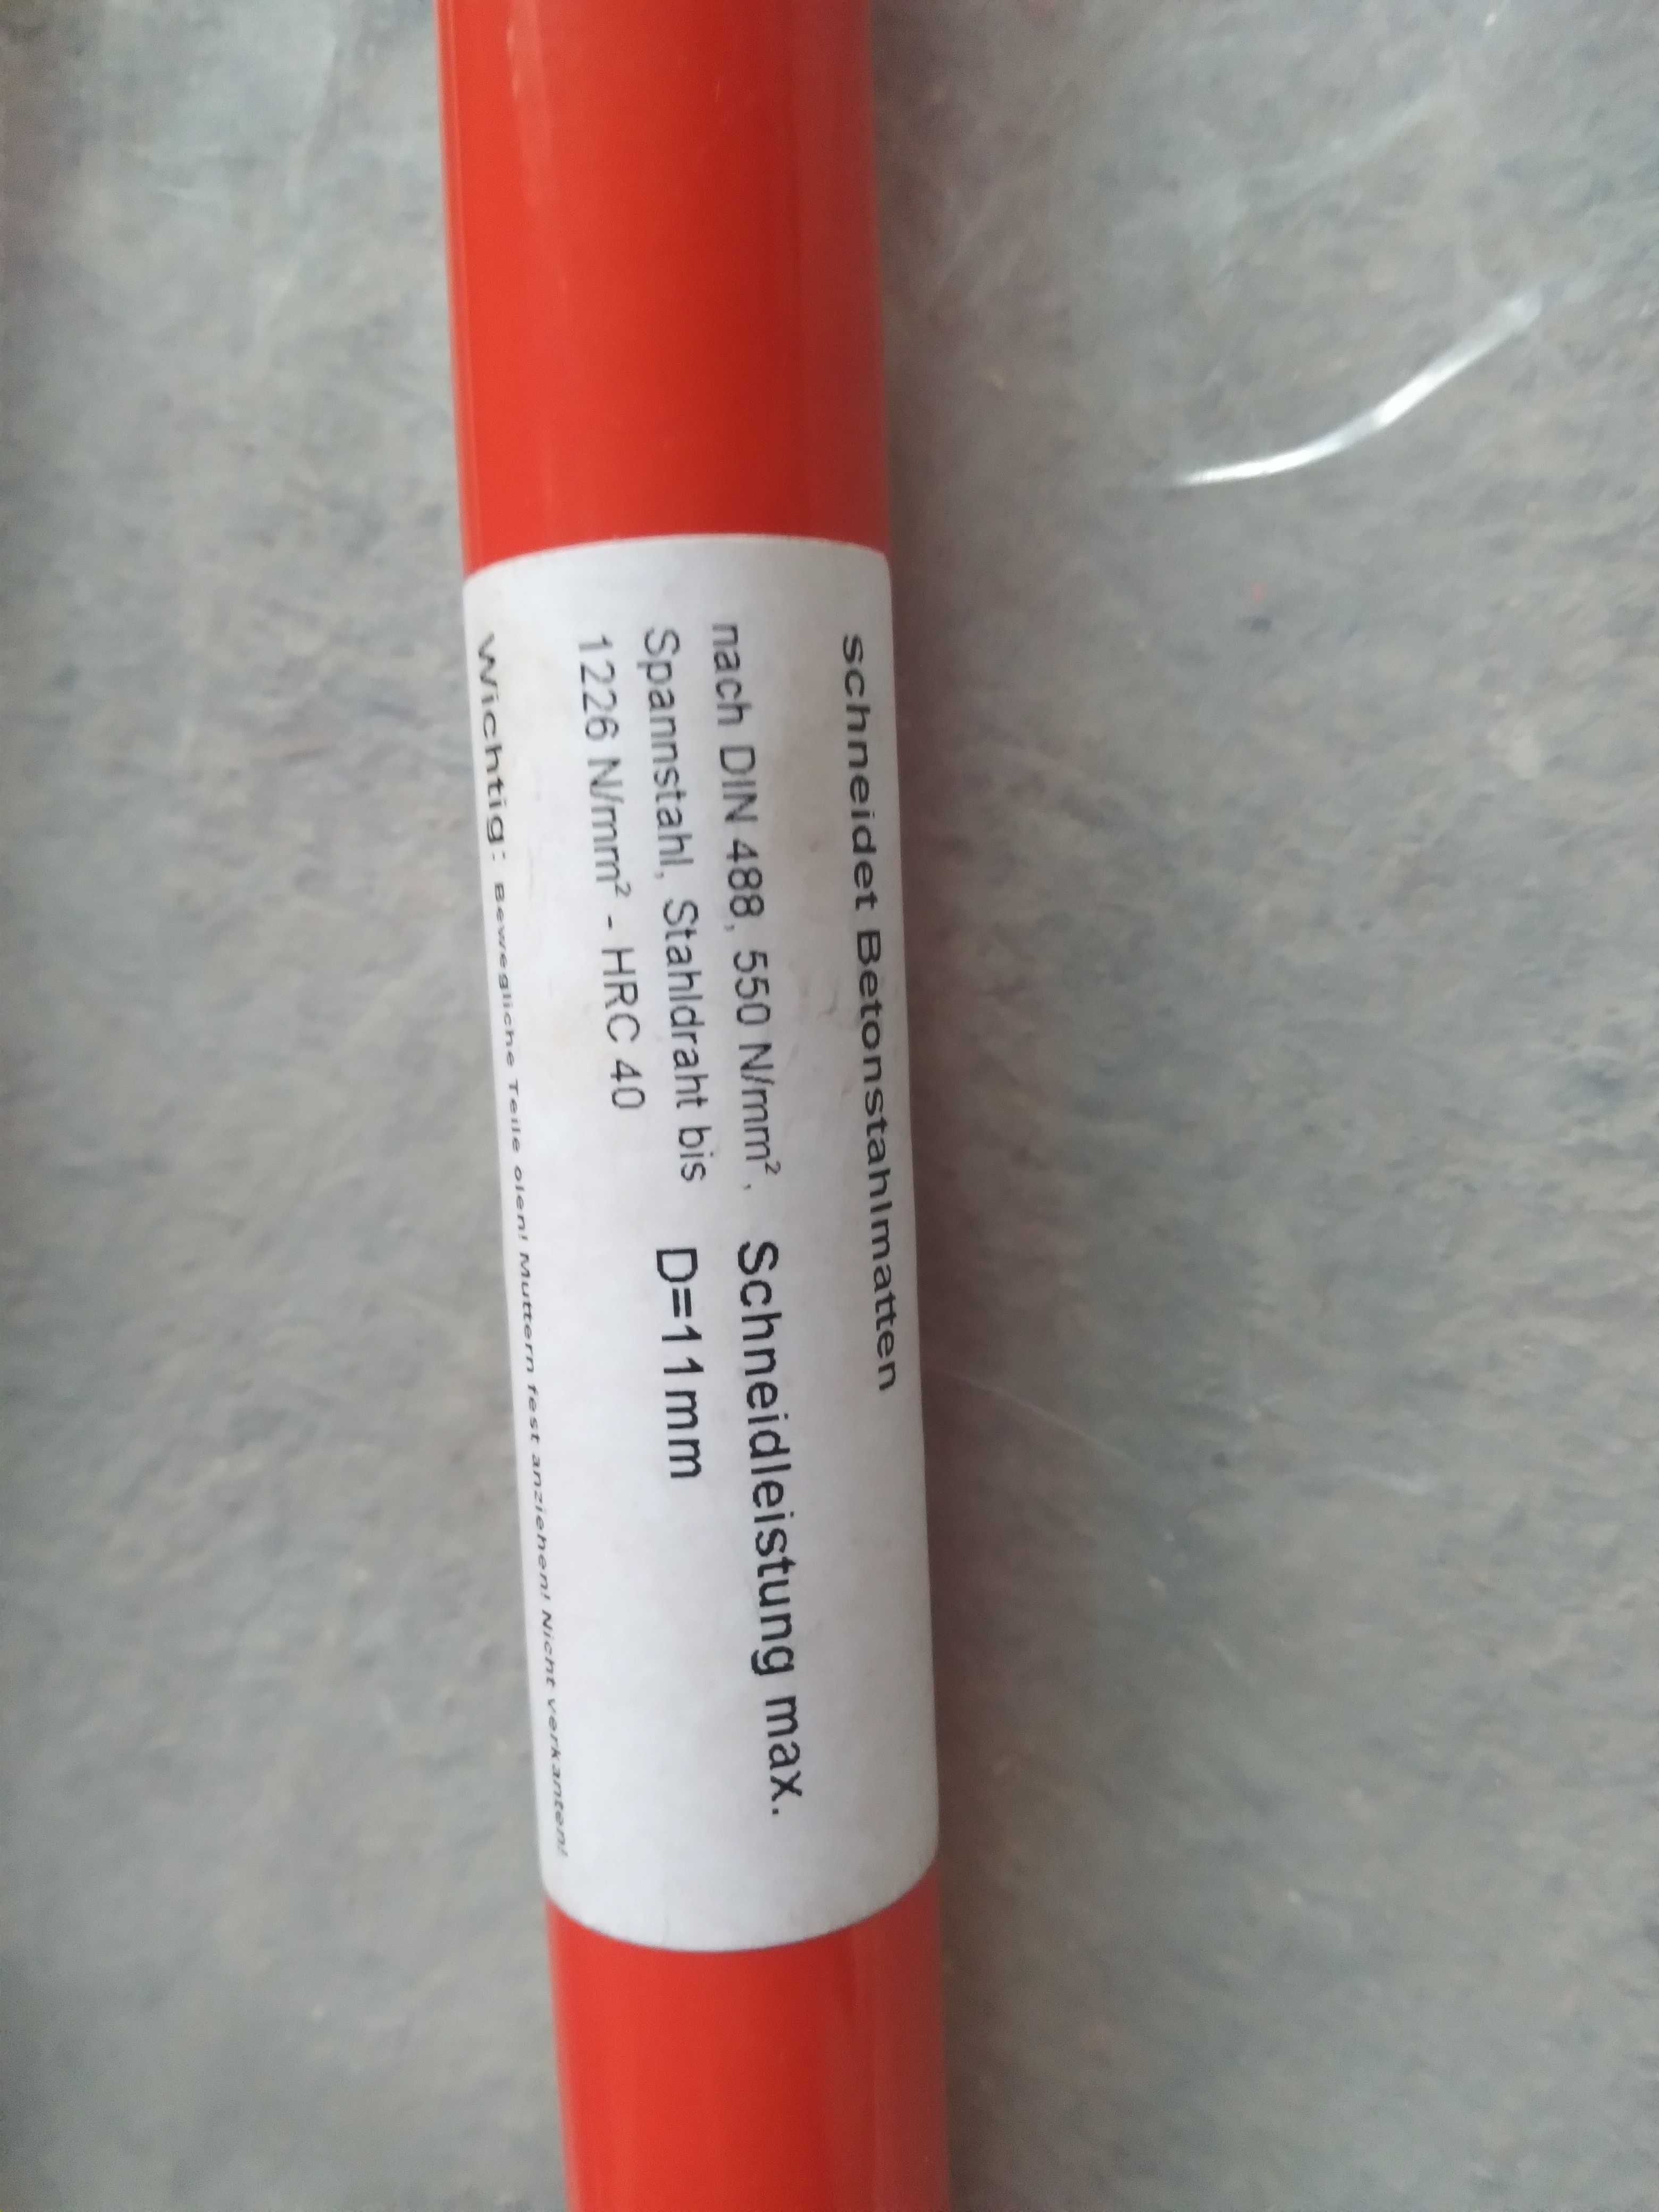 schneidet Betonstahlmatten
nach DIN 488, 550 N/mm², Schneidleistung max.
Spannstahl, Stahldraht bis D=11mm
1226 N/mm² - HRC 40
Wichtig: Bewegliche Teile ölen! Muttern fest anziehen! Nicht verkanten!